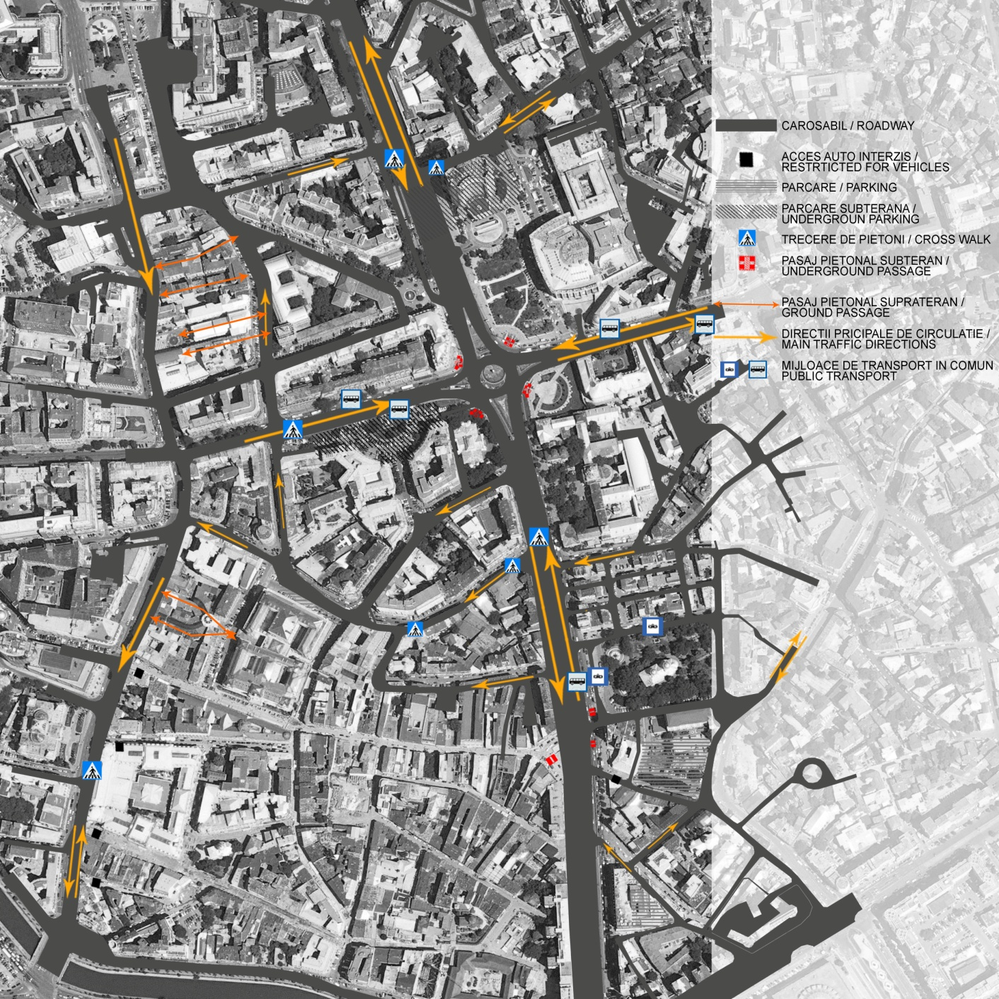 CAROSABIL / ROADWAY
ACCES AUTO INTERZIS /
RESTRTICTED FOR VEHICLES
PARCARE / PARKING
PARCARE SUBTERANA /
UNDERGROUN PARKING
TRECERE DE PIETONI / CROSS WALK
PASAJ PIETONAL SUBTERAN /
UNDERGROUND PASSAGE
PASAJ PIETONAL SUPRATERAN /
GROUND PASSAGE
DIRECTII PRICIPALE DE CIRCULATIE /
MAIN TRAFFIC DIRECTIONS
MIJLOACE DE TRANSPORT IN COMUN
PUBLIC TRANSPORT